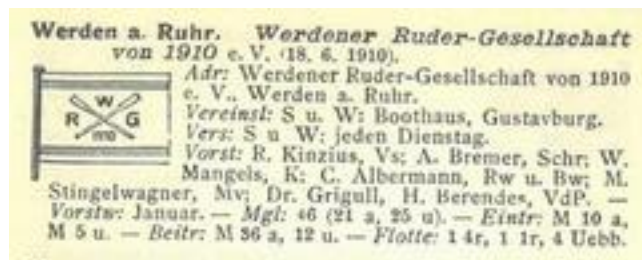 Werden a. Ruhr. Werdener Ruder-Gesellschaft
von 1910 e. V. (18. 6. 1910).
Adr: Werdener Ruder-Gesellschaft von 1910
e. V., Werden a. Ruhr.
Vereinsl: S u. W: Boothaus, Gustavburg.
Vers: S u W: jeden Dienstag.
Vorst: R. Kinzius, Vs; A. Bremer, Schr; W.
Mangels, K; C. Albermann, Rw u. Bw; M.
Stingelwagner, Mv; Dr. Grigull, H. Berendes, VdP. —
Vorstw: Januar. — Mgl: 46 (21 a, 25 u). — Eintr: M 10 a,
M 5 u. — Beitr: M 36 a, 12 u. — Flotte: 1 4r, 1 1r, 4 Uebb.
W
R G
1910